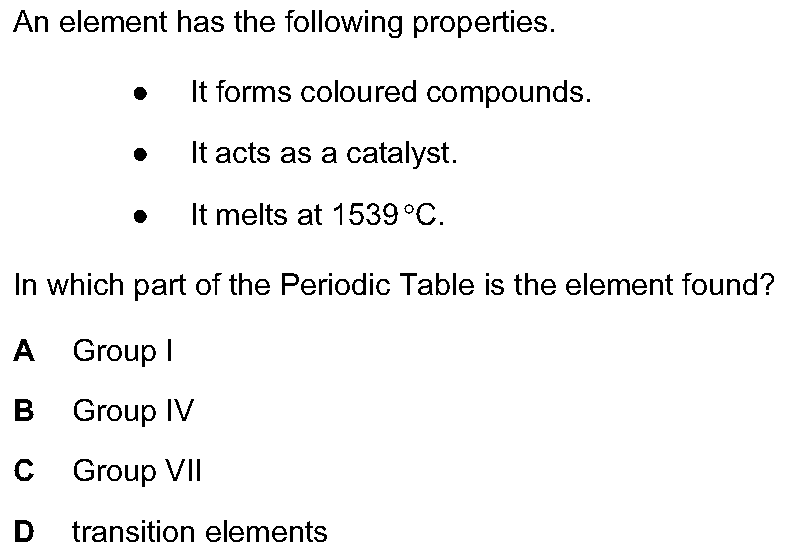 An element has the following properties.
● It forms coloured compounds.
● It acts as a catalyst.
● It melts at 1539 °C.
In which part of the Periodic Table is the element found?
A Group I
B Group IV
C Group VII
D transition elements